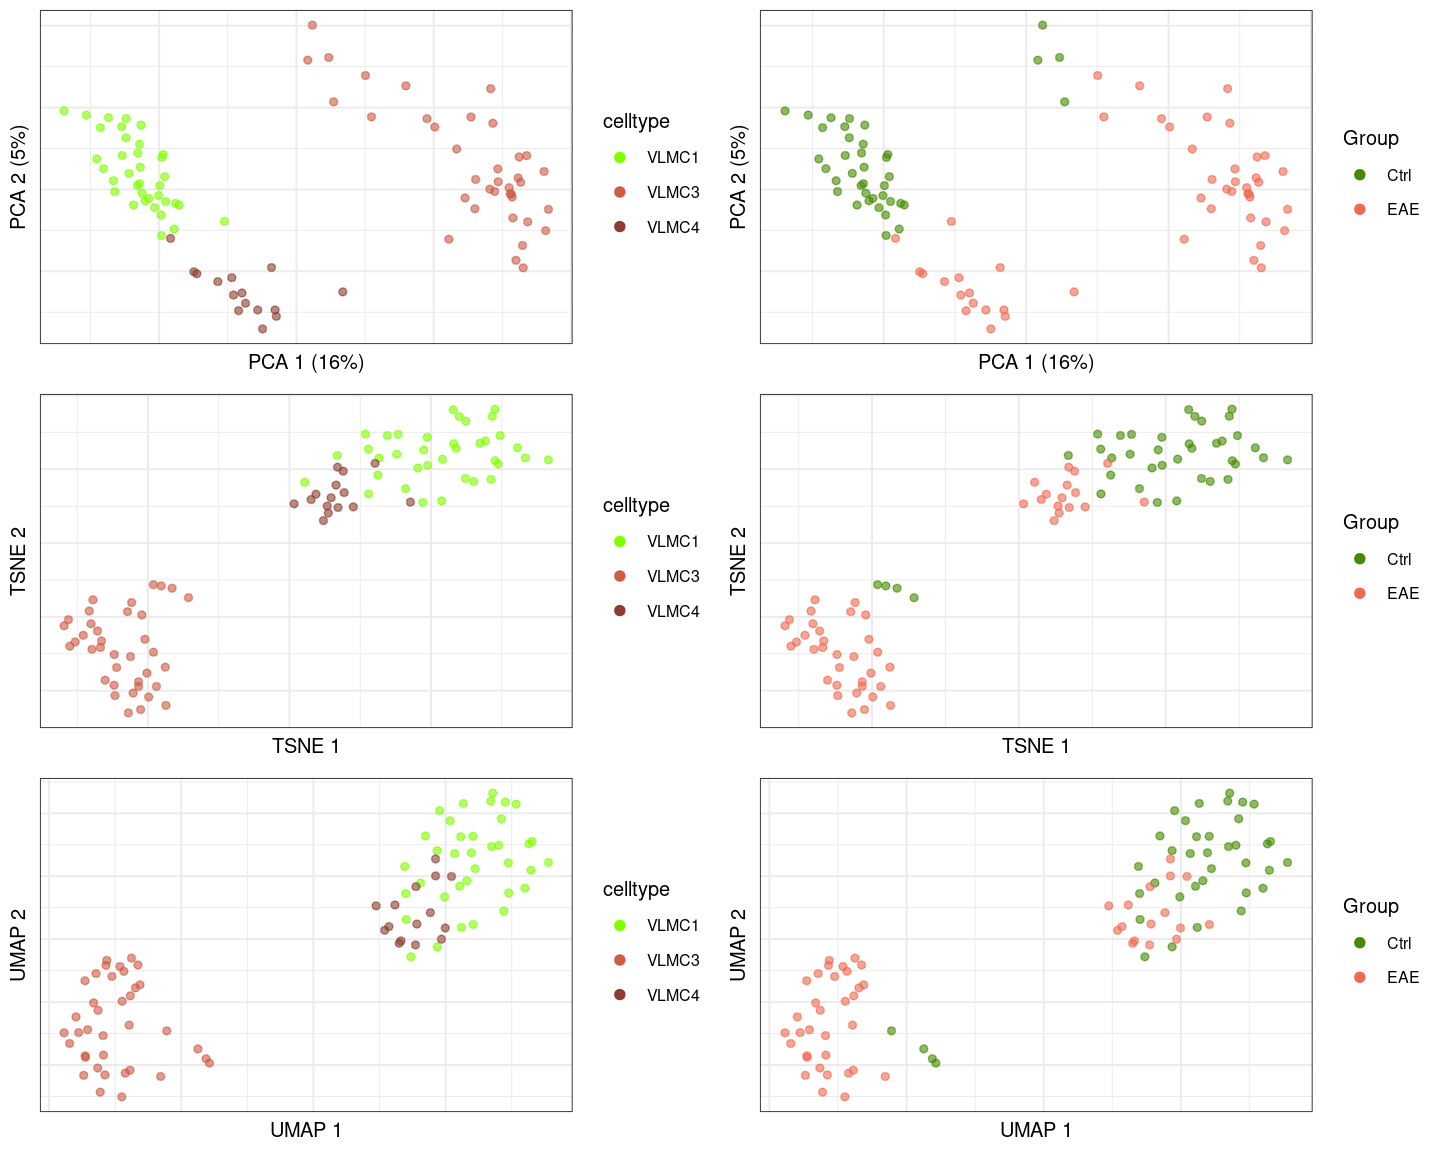 PCA 2 (5%)
PCA 1 (16%)
celltype
VLMC1
VLMC3
VLMC4
PCA 2 (5%)
PCA 1 (16%)
Group
Ctrl
EAE
TSNE 2
TSNE 1
celltype
VLMC1
VLMC3
VLMC4
TSNE 2
TSNE 1
Group
Ctrl
EAE
UMAP 2
UMAP 1
celltype
VLMC1
VLMC3
VLMC4
UMAP 2
UMAP 1
Group
Ctrl
EAE